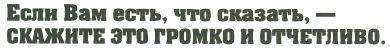 Если Вам есть, что сказать, —
СКАЖИТЕ ЭТО ГРОМКО И ОТЧЕТЛИВО.